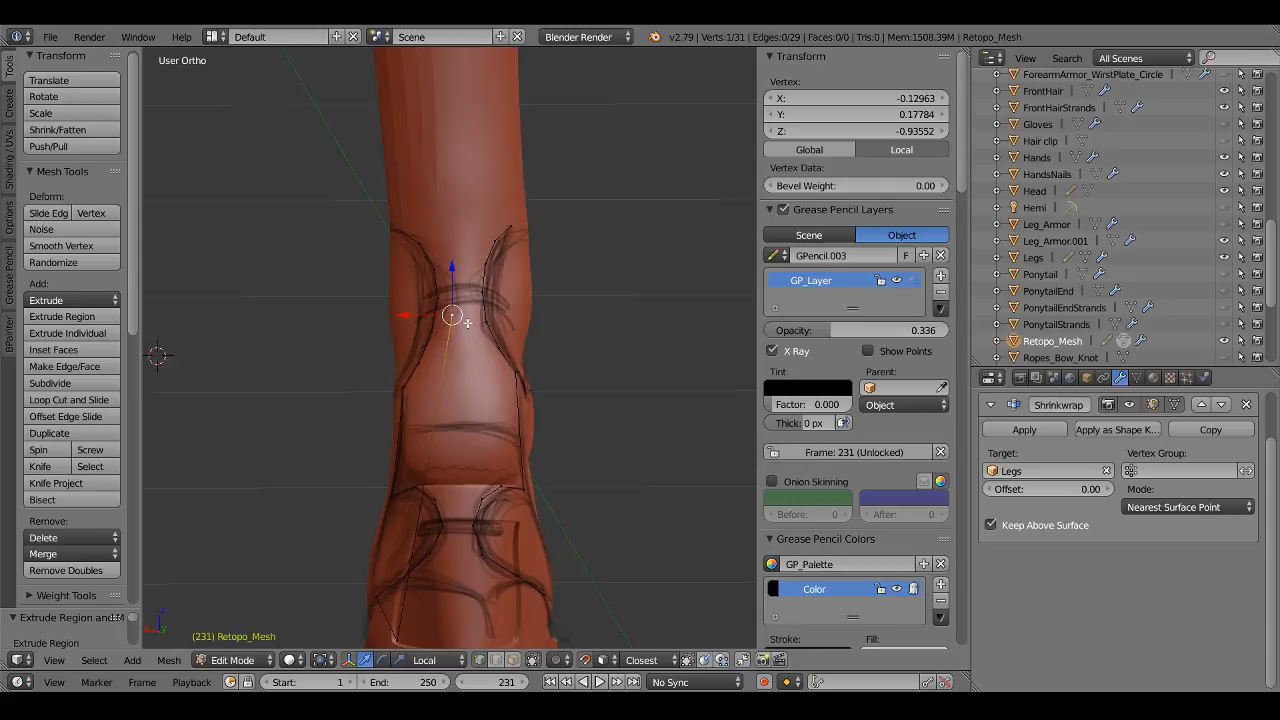 File Render Window Help Default Scene Blender Render v2.79 | Verts:1/31 | Edges:0/29 | Faces:0/0 | Tris:0 | Mem:1508.39M | Retopo_Mesh
Transform
Translate
Rotate
Scale
Shrink/Fatten
Push/Pull
Mesh Tools
Deform:
Slide Edg Vertex
Noise
Smooth Vertex
Randomize
Add:
Extrude
Extrude Region
Extrude Individual
Inset Faces
Make Edge/Face
Subdivide
Loop Cut and Slide
Offset Edge Slide
Duplicate
Spin Screw
Knife Select
Knife Project
Bisect
Remove:
Delete
Merge
Remove Doubles
Weight Tools
Extrude Region and M
Extrude Region
Tools
Create
Shading / UVs
Options
Grease Pencil
BPainter
User Ortho
(231) Retopo_Mesh
Transform
Vertex:
X: -0.12963
Y: 0.17784
Z: -0.93552
Global Local
Vertex Data:
Bevel Weight: 0.00
Grease Pencil Layers
Scene Object
GPencil.003 F
GP_Layer
Opacity: 0.336
X Ray Show Points
Tint Parent:
Factor: 0.000 Object
Thick: 0 px
Frame: 231 (Unlocked)
Onion Skinning
Before: 0 After: 0
Grease Pencil Colors
GP_Palette
Color
Stroke: Fill:
View Search All Scenes
ForearmArmor_WirstPlate_Circle
FrontHair
FrontHairStrands
Gloves
Hair clip
Hands
HandsNails
Head
Hemi
Leg_Armor
Leg_Armor.001
Legs
Ponytail
PonytailEnd
PonytailEndStrands
PonytailStrands
Retopo_Mesh
Ropes_Bow_Knot
Shrinkwrap
Apply Apply as Shape K... Copy
Target: Vertex Group:
Legs
Offset: 0.00 Mode:
Nearest Surface Point
Keep Above Surface
View Select Add Mesh Edit Mode Local Closest
View Marker Frame Playback Start: 1 End: 250 231 No Sync